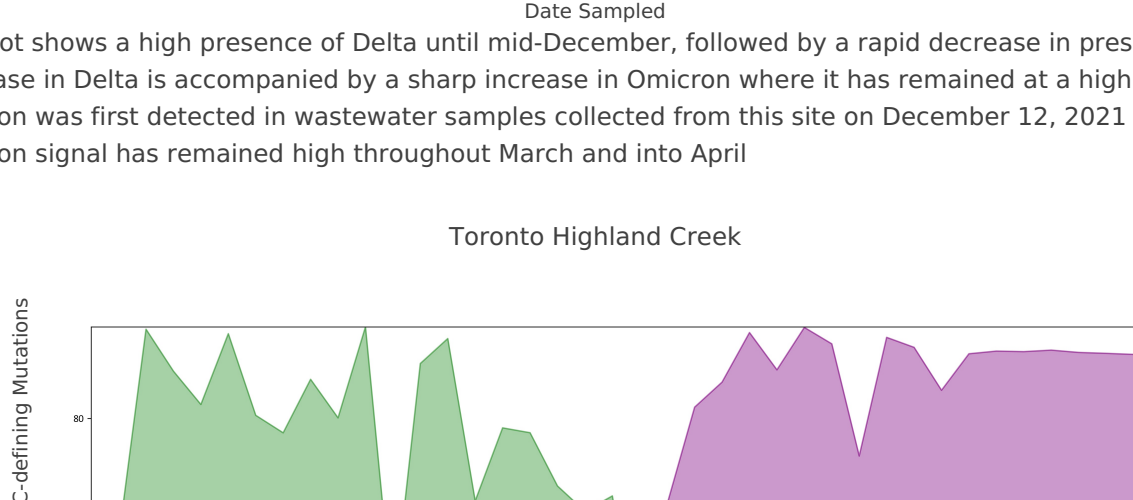 Date Sampled
ot shows a high presence of Delta until mid-December, followed by a rapid decrease in pres
ase in Delta is accompanied by a sharp increase in Omicron where it has remained at a high
on was first detected in wastewater samples collected from this site on December 12, 2021
on signal has remained high throughout March and into April
Toronto Highland Creek
C-defining Mutations
80